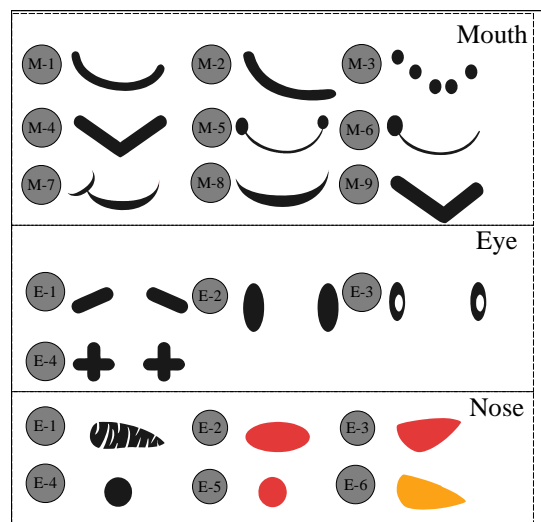 Mouth
M-1 M-2 M-3
M-4 M-5 M-6
M-7 M-8 M-9
Eye
E-1 E-2 E-3
E-4
Nose
E-1 E-2 E-3
E-4 E-5 E-6